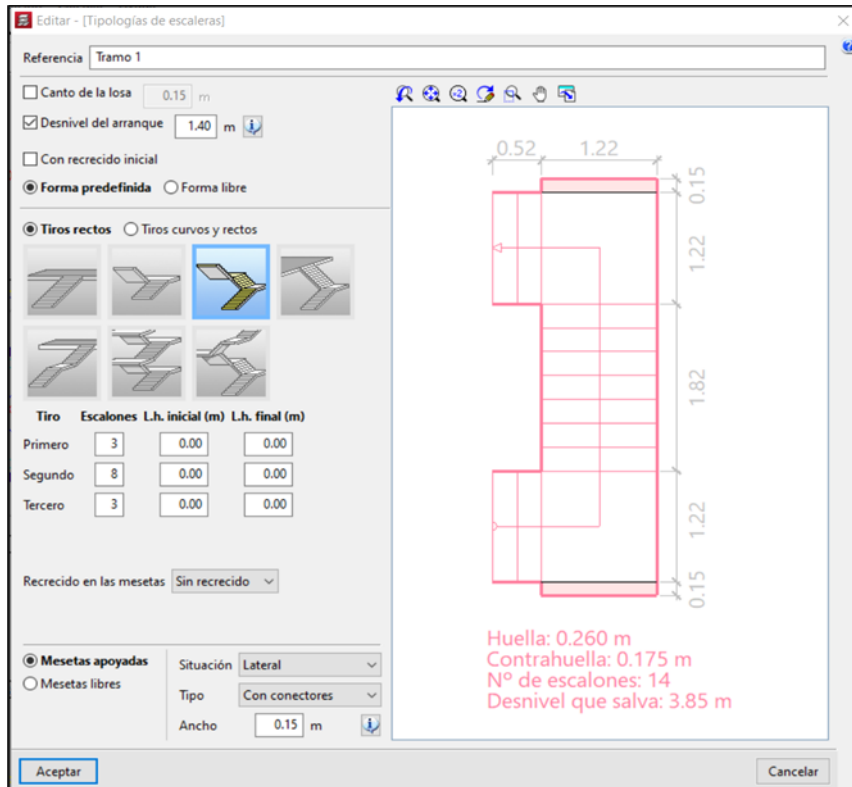 Editar - [Tipologías de escaleras]
Referencia Tramo 1
Canto de la losa 0.15 m
Desnivel del arranque 1.40 m
Con recrecido inicial
Forma predefinida Forma libre
Tiros rectos Tiros curvos y rectos
Tiro Escalones L.h. inicial (m) L.h. final (m)
Primero 3 0.00 0.00
Segundo 8 0.00 0.00
Tercero 3 0.00 0.00
Recrecido en las mesetas Sin recrecido
Mesetas apoyadas
Mesetas libres
Situación Lateral
Tipo Con conectores
Ancho 0.15 m
0.52 1.22
0.15
1.22
1.82
1.22
0.15
Huella: 0.260 m
Contrahuella: 0.175 m
Nº de escalones: 14
Desnivel que salva: 3.85 m
Aceptar
Cancelar